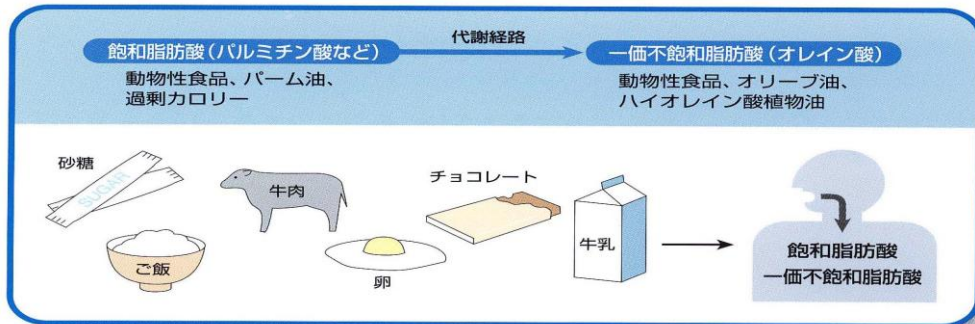 代謝経路
飽和脂肪酸（パルミチン酸など）
一価不飽和脂肪酸（オレイン酸）
動物性食品、パーム油、
過剰カロリー
動物性食品、オリーブ油、
ハイオレイン酸植物油
砂糖
SUGAR
牛肉
チョコレート
ご飯
卵
牛乳
飽和脂肪酸
一価不飽和脂肪酸